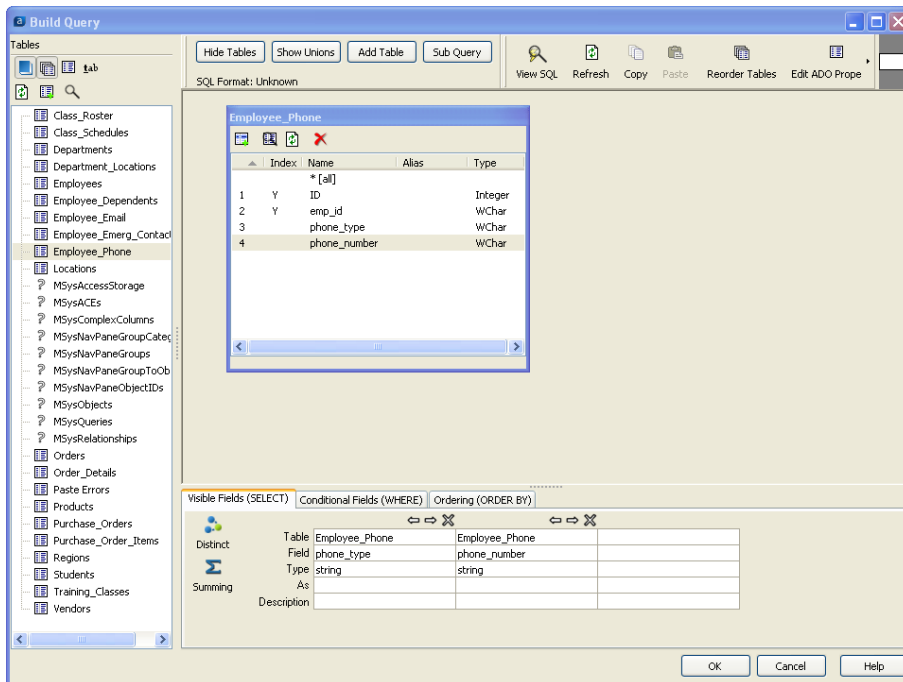 Build Query
Tables
tab
Hide Tables Show Unions Add Table Sub Query
SQL Format: Unknown
View SQL Refresh Copy Paste Reorder Tables Edit ADO Prope
Class_Roster
Class_Schedules
Departments
Department_Locations
Employees
Employee_Dependents
Employee_Email
Employee_Emerg_Contact
Employee_Phone
Locations
MSysAccessStorage
MSysACEs
MSysComplexColumns
MSysNavPaneGroupCateg
MSysNavPaneGroups
MSysNavPaneGroupToOb
MSysNavPaneObjectIDs
MSysObjects
MSysQueries
MSysRelationships
Orders
Order_Details
Paste Errors
Products
Purchase_Orders
Purchase_Order_Items
Regions
Students
Training_Classes
Vendors
Employee_Phone
Index Name Alias Type
* [all]
1 Y ID Integer
2 Y emp_id WChar
3 phone_type WChar
4 phone_number WChar
Visible Fields (SELECT) Conditional Fields (WHERE) Ordering (ORDER BY)
Distinct
Summing
Table Employee_Phone Employee_Phone
Field phone_type phone_number
Type string string
As
Description
OK Cancel Help